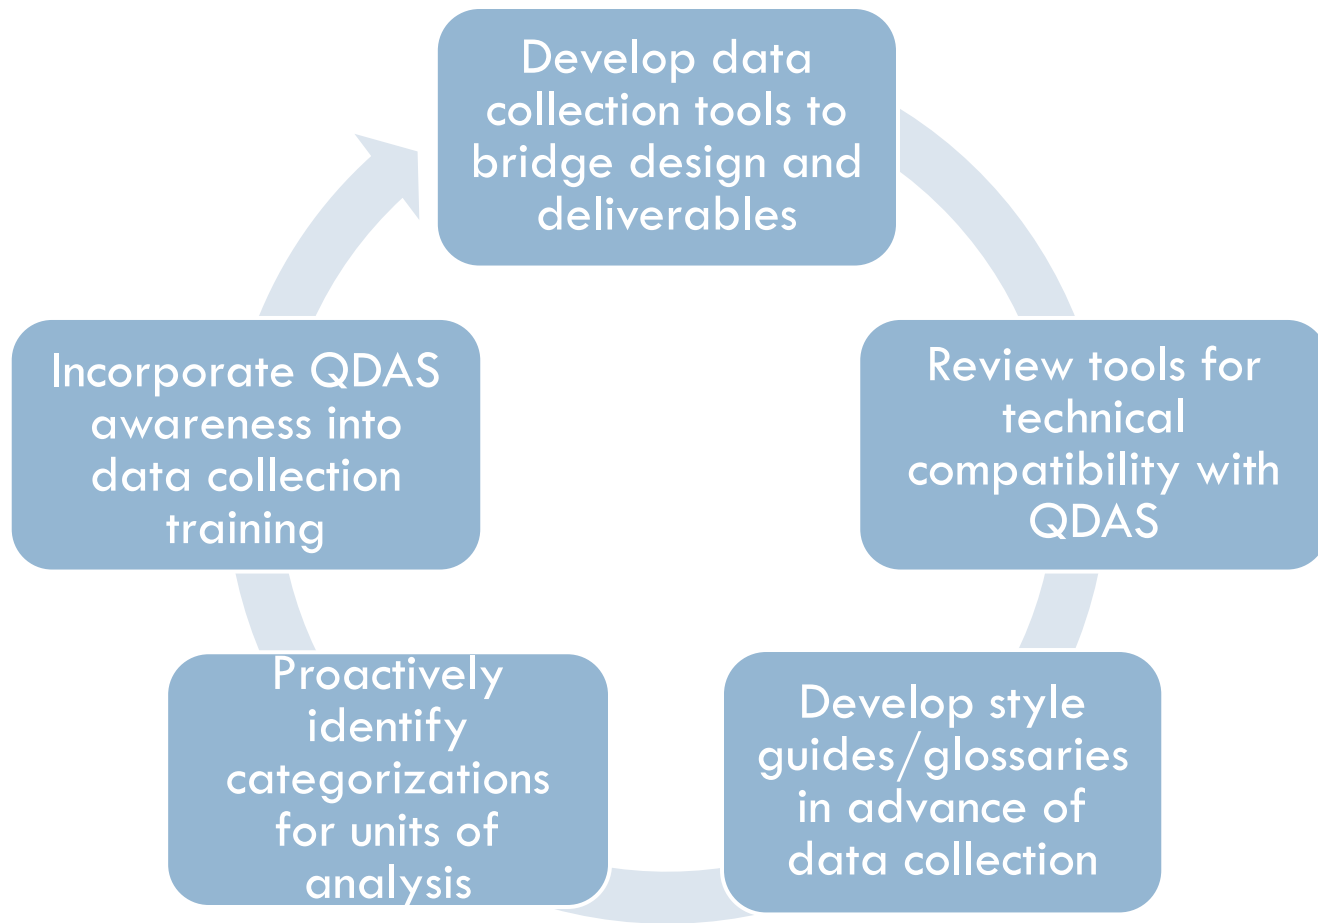 Develop data
collection tools to
bridge design and
deliverables
Review tools for
technical
compatibility with
QDAS
Develop style
guides/glossaries
in advance of
data collection
Proactively
identify
categorizations
for units of
analysis
Incorporate QDAS
awareness into
data collection
training